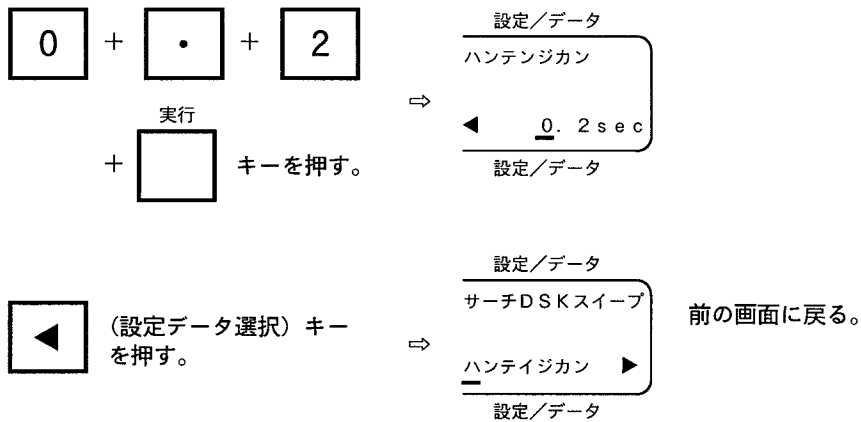 設定／データ
0 + ・ + 2
ハンテンジカン
実行
⇨
◀ 0. 2sec
+ キーを押す。
設定／データ
設定／データ
サーチDSKスイープ
前の画面に戻る。
◀ (設定データ選択) キー
を押す。
⇨
ハンテイジカン ▶
設定／データ